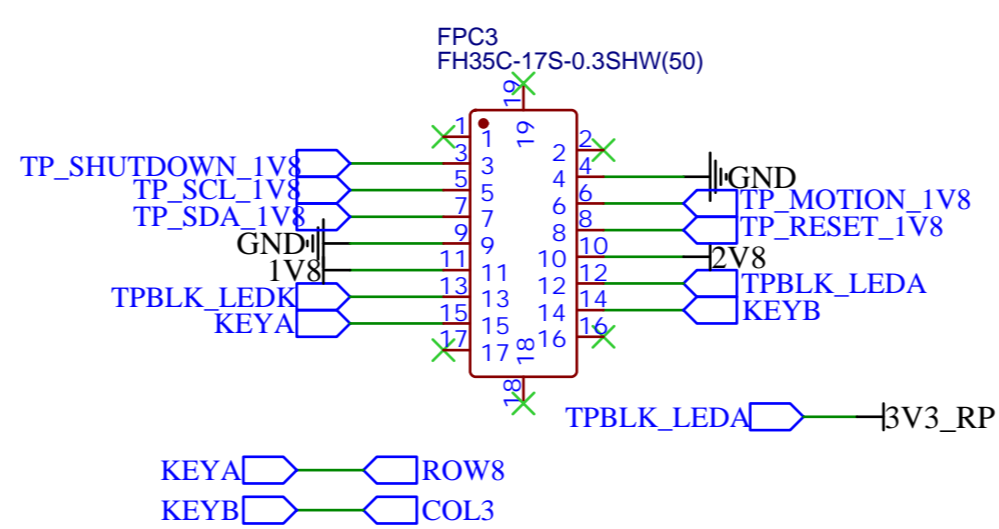 FPC3
FH35C-17S-0.3SHW(50)
19
19
1 1
2 2
TP_SHUTDOWN_1V8 3 3
4 4 GND
TP_SCL_1V8 5 5
6 6 TP_MOTION_1V8
TP_SDA_1V8 7 7
8 8 TP_RESET_1V8
GND 9 9
10 10 2V8
1V8 11 11
12 12 TPBLK_LEDA
TPBLK_LEDK 13 13
14 14 KEYB
KEYA 15 15
16 16
17 17
18
18
TPBLK_LEDA 3V3_RP
KEYA ROW8
KEYB COL3